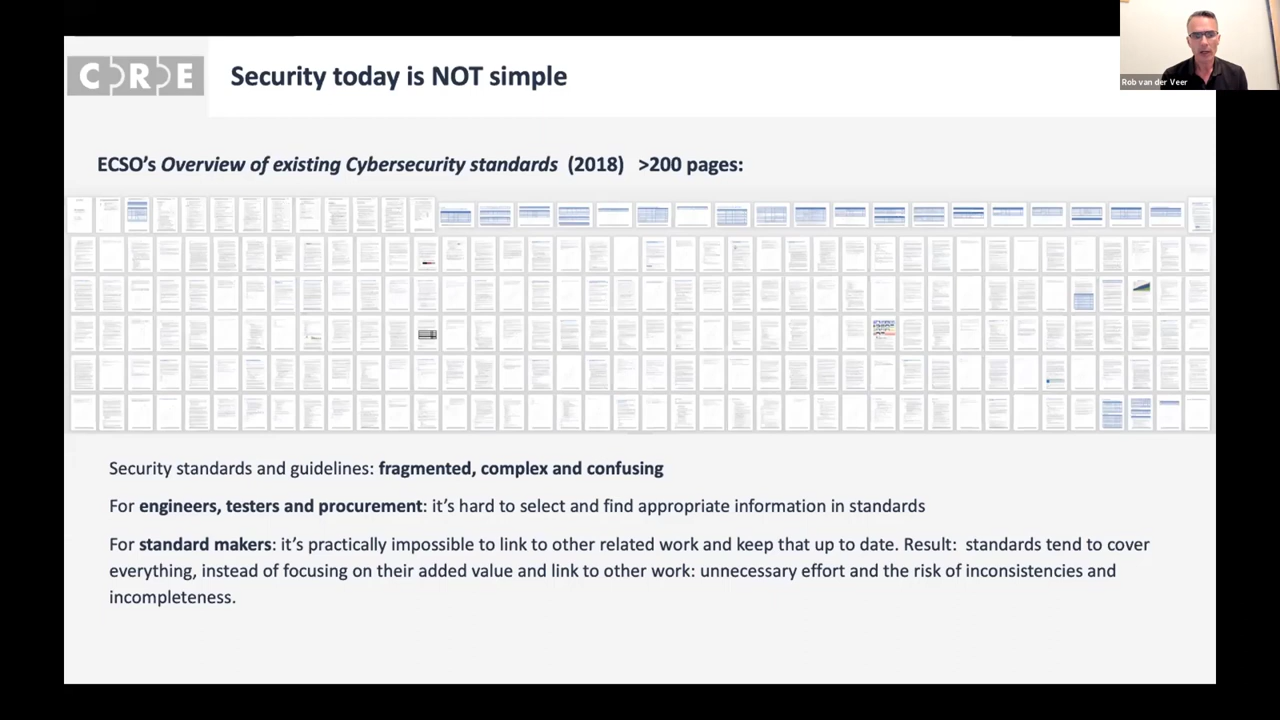 CRE
Security today is NOT simple
Rob van der Veer
ECSO's Overview of existing Cybersecurity standards (2018) >200 pages:
Security standards and guidelines: fragmented, complex and confusing
For engineers, testers and procurement: it's hard to select and find appropriate information in standards
For standard makers: it's practically impossible to link to other related work and keep that up to date. Result: standards tend to cover
everything, instead of focusing on their added value and link to other work: unnecessary effort and the risk of inconsistencies and
incompleteness.